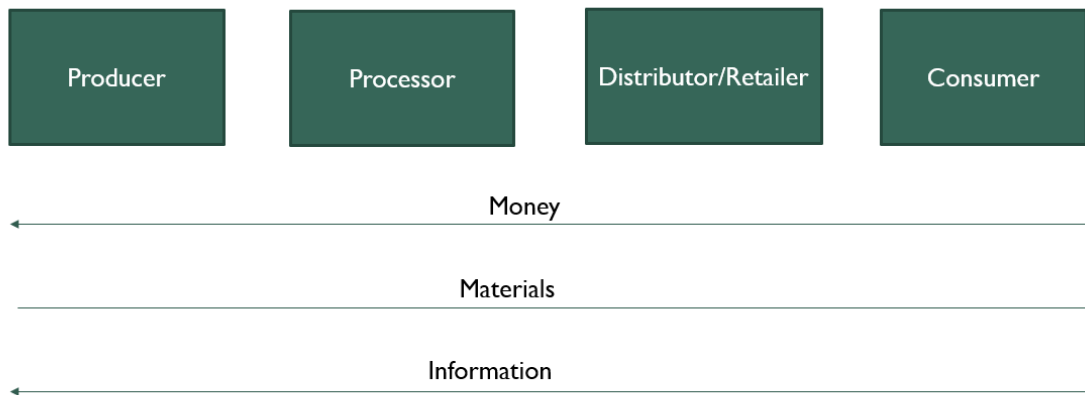 Producer
Processor
Distributor/Retailer
Consumer
Money
Materials
Information